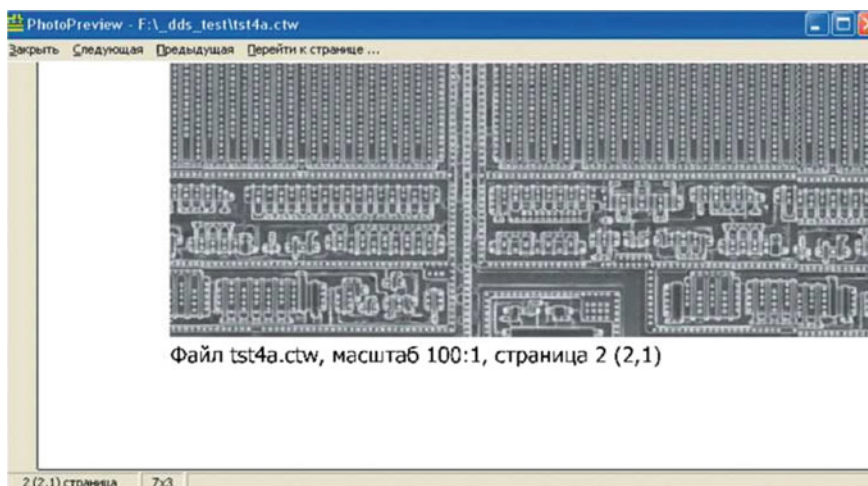 PhotoPreview - F:\_dds_test\tst4a.ctw
Закрыть Следующая Предыдущая Перейти к странице ...
Файл tst4a.ctw, масштаб 100:1, страница 2 (2,1)
2 (2,1) страница 7x3